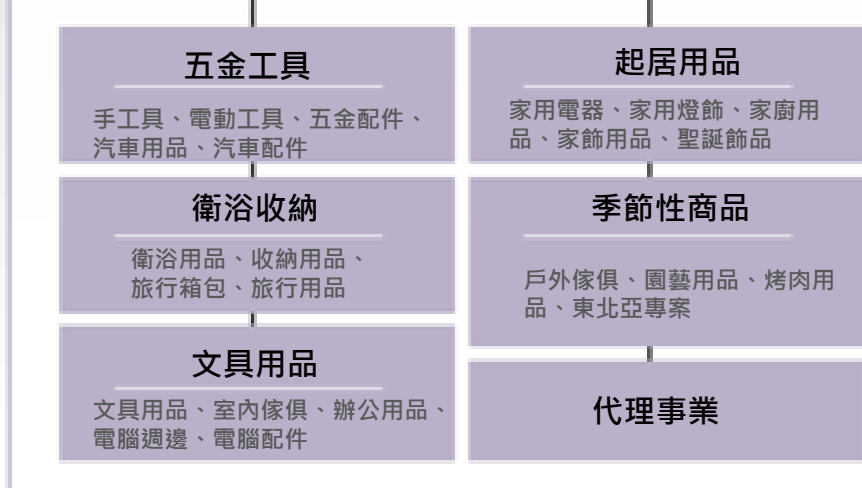 五金工具
手工具、電動工具、五金配件、
汽車用品、汽車配件
衛浴收納
衛浴用品、收納用品、
旅行箱包、旅行用品
文具用品
文具用品、室內傢俱、辦公用品、
電腦週邊、電腦配件
起居用品
家用電器、家用燈飾、家廚用
品、家飾用品、聖誕飾品
季節性商品
戶外傢俱、園藝用品、烤肉用
品、東北亞專案
代理事業